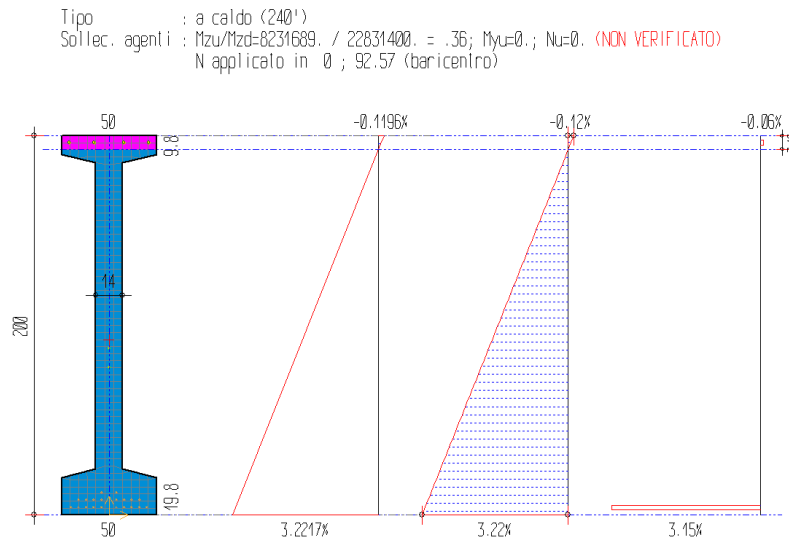 Tipo : a caldo (240')
Sollec. agenti : Mzu/Mzd=8231689. / 22831400. = .36; Myu=0.; Nu=0. (NON VERIFICATO)
N applicato in 0 ; 92.57 (baricentro)
50 -0.1196% -0.12% -0.06%
9.8
14
200
19.8
50 3.2217% 3.22% 3.15%